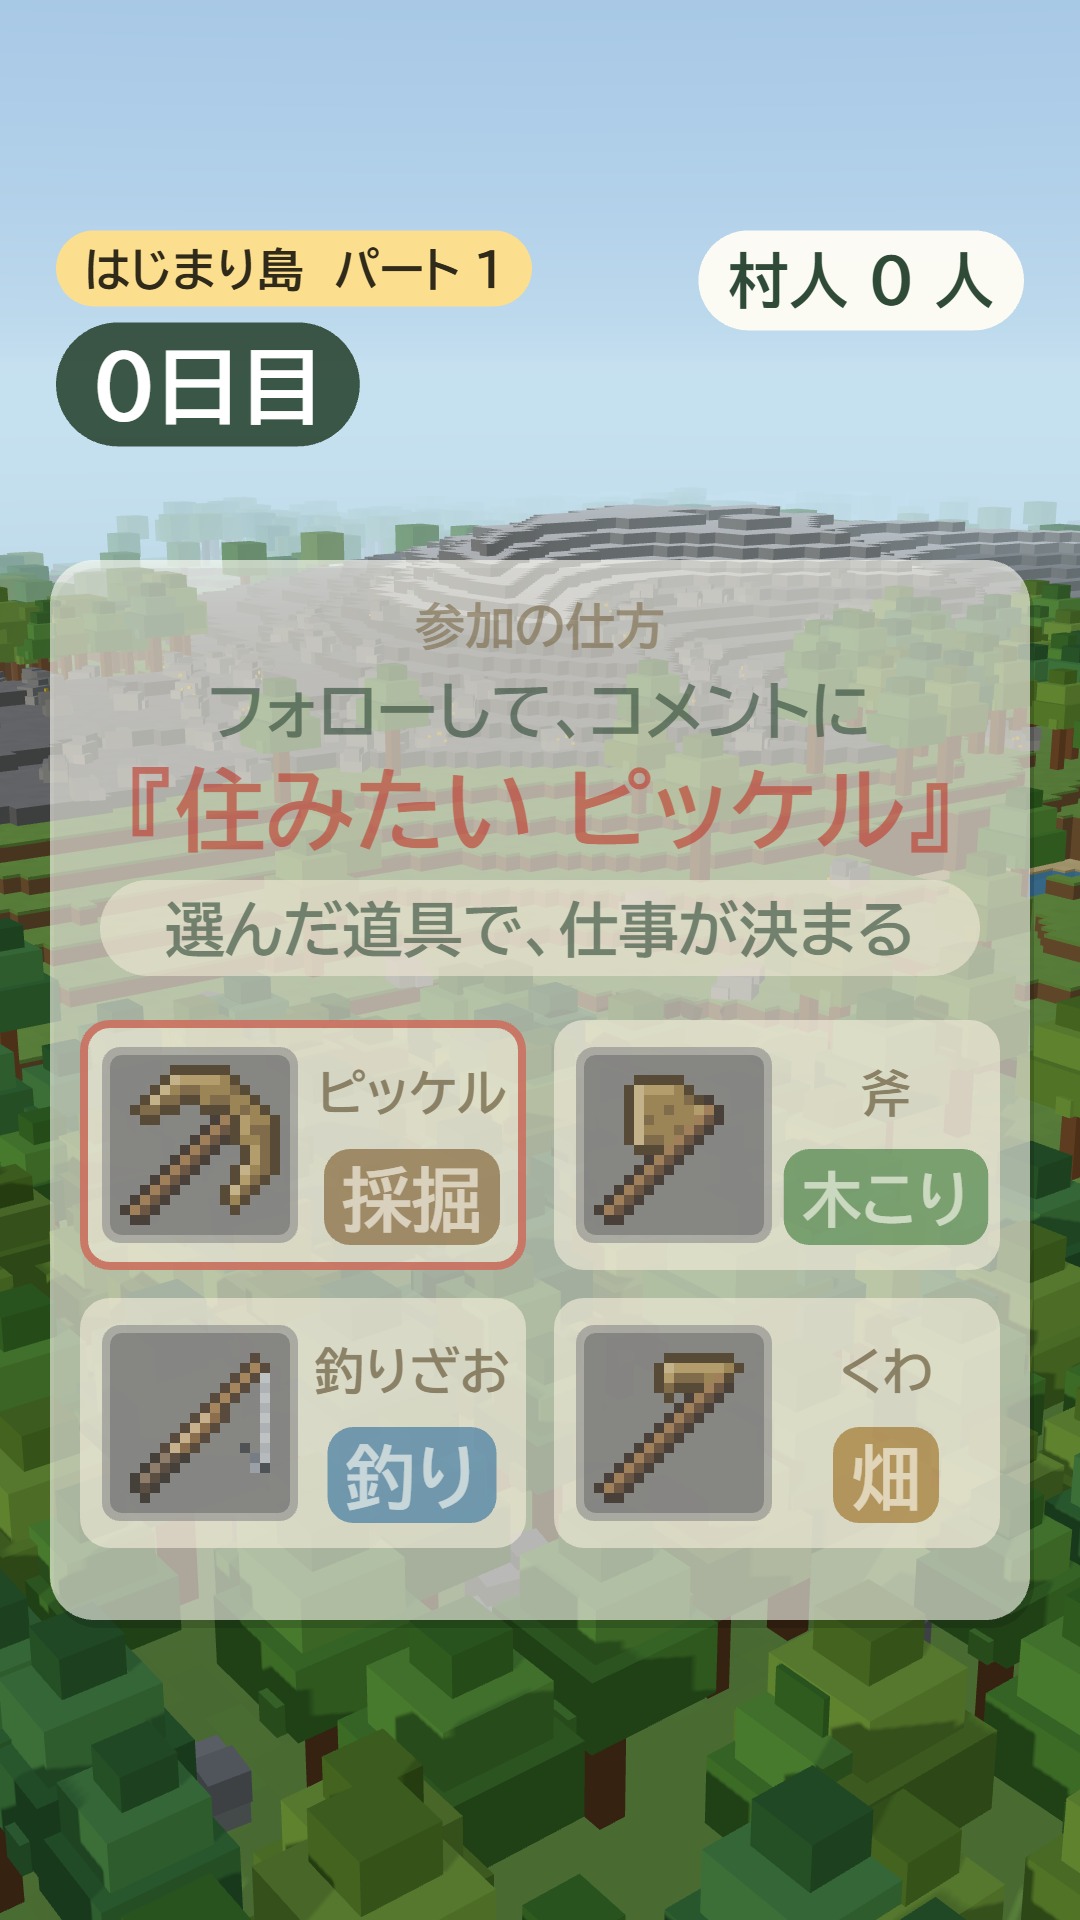 はじまり島 パート 1
村人 0 人
0日目
参加の仕方
フォローして、コメントに
『住みたい ピッケル』
選んだ道具で、仕事が決まる
ピッケル
採掘
斧
木こり
釣りざお
釣り
くわ
畑